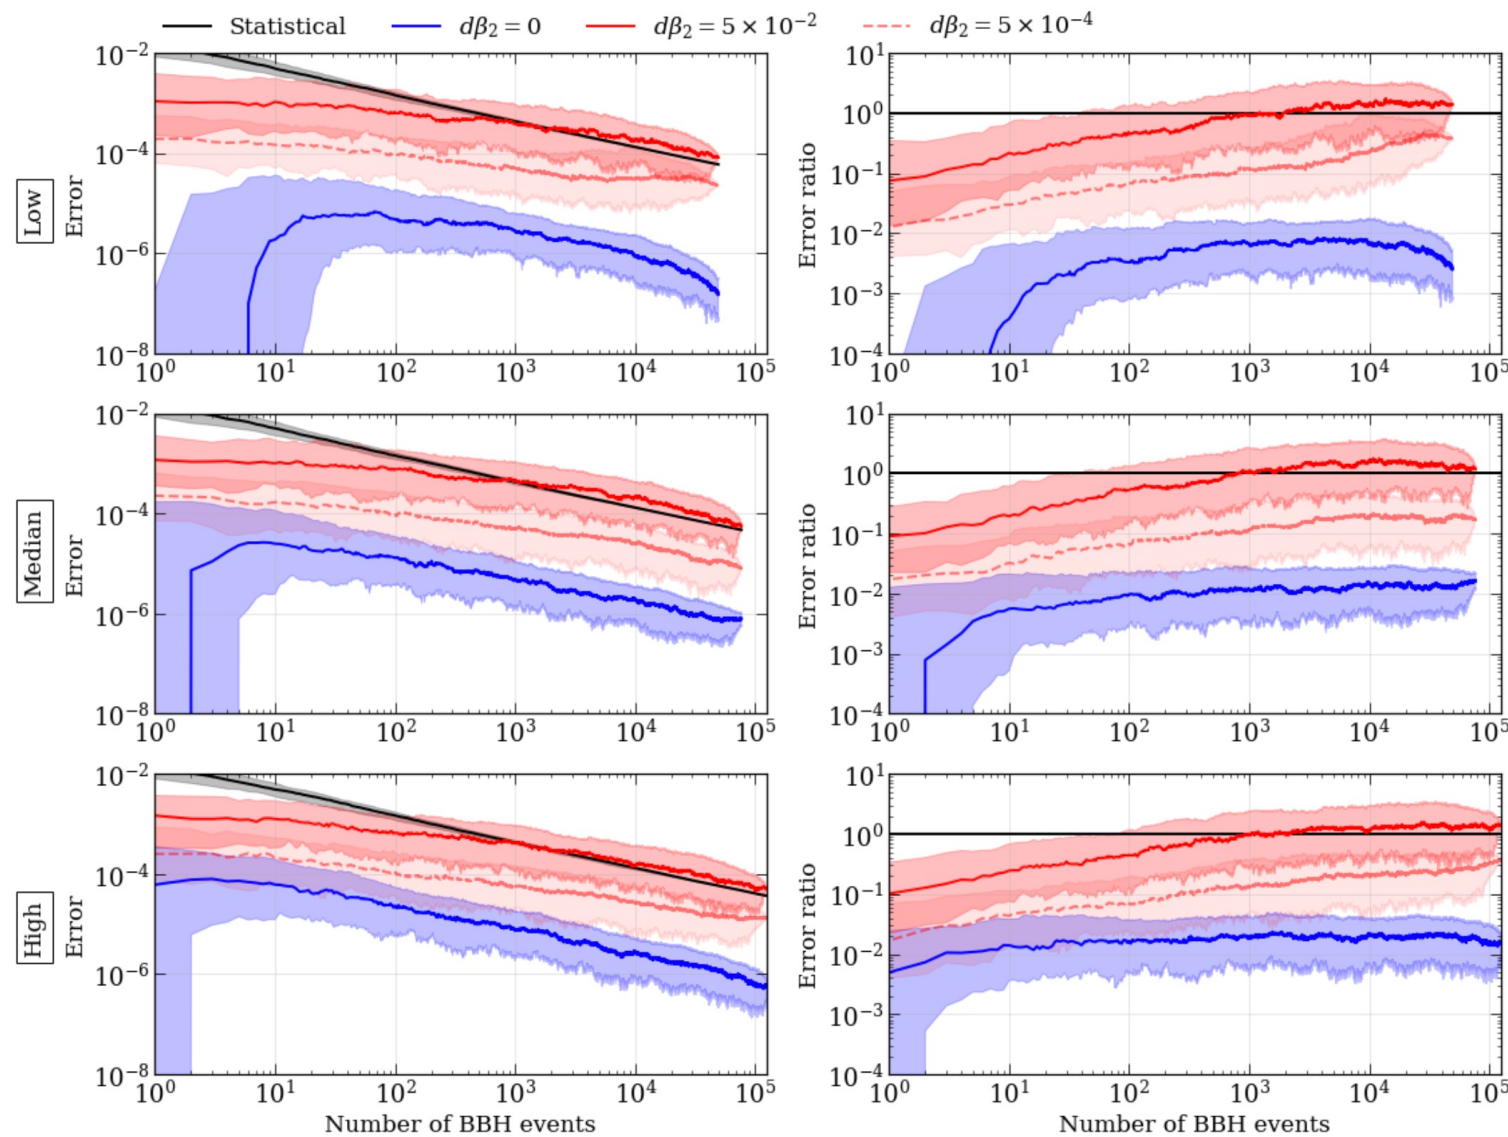 Statistical dβ₂ = 0 dβ₂ = 5 × 10⁻² dβ₂ = 5 × 10⁻⁴
Low
Error
10⁻²
10⁻⁴
10⁻⁶
10⁻⁸
10⁰ 10¹ 10² 10³ 10⁴ 10⁵
Error ratio
10¹
10⁰
10⁻¹
10⁻²
10⁻³
10⁻⁴
10⁰ 10¹ 10² 10³ 10⁴ 10⁵
Median
Error
10⁻²
10⁻⁴
10⁻⁶
10⁻⁸
10⁰ 10¹ 10² 10³ 10⁴ 10⁵
Error ratio
10¹
10⁰
10⁻¹
10⁻²
10⁻³
10⁻⁴
10⁰ 10¹ 10² 10³ 10⁴ 10⁵
High
Error
10⁻²
10⁻⁴
10⁻⁶
10⁻⁸
10⁰ 10¹ 10² 10³ 10⁴ 10⁵
Number of BBH events
Error ratio
10¹
10⁰
10⁻¹
10⁻²
10⁻³
10⁻⁴
10⁰ 10¹ 10² 10³ 10⁴ 10⁵
Number of BBH events